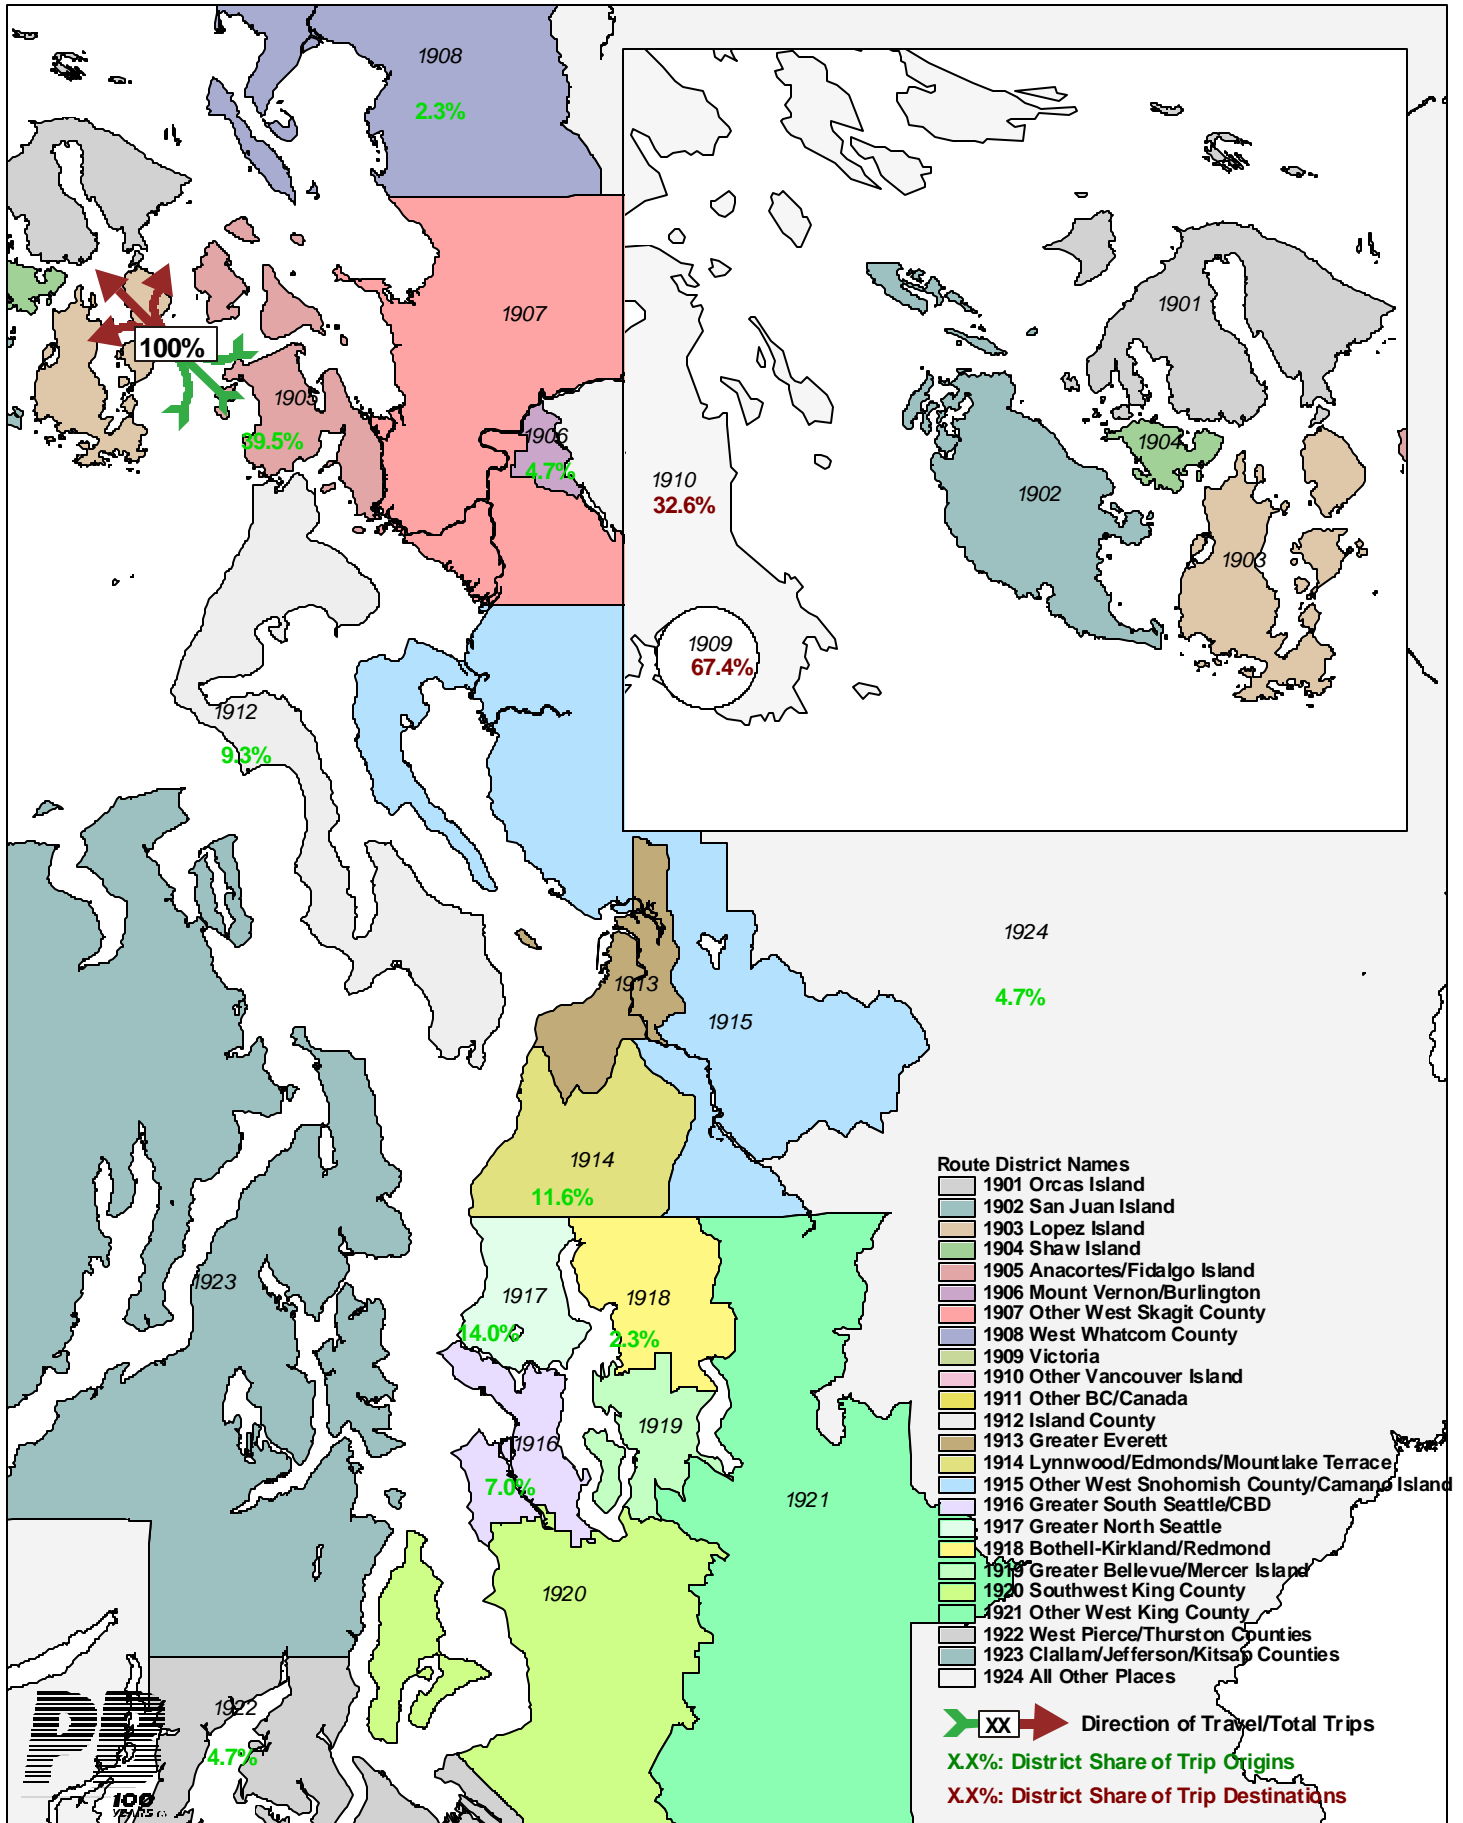 1908
2.3%
1907
1901
100%
1905
39.5%
1906
4.7%
1904
1910
32.6%
1902
1903
1909
67.4%
1912
9.3%
1924
4.7%
1913
1915
1914
11.6%
Route District Names
1901 Orcas Island
1902 San Juan Island
1903 Lopez Island
1904 Shaw Island
1905 Anacortes/Fidalgo Island
1906 Mount Vernon/Burlington
1907 Other West Skagit County
1908 West Whatcom County
1909 Victoria
1910 Other Vancouver Island
1911 Other BC/Canada
1912 Island County
1913 Greater Everett
1914 Lynnwood/Edmonds/Mountlake Terrace
1915 Other West Snohomish County/Camano Island
1916 Greater South Seattle/CBD
1917 Greater North Seattle
1918 Bothell-Kirkland/Redmond
1919 Greater Bellevue/Mercer Island
1920 Southwest King County
1921 Other West King County
1922 West Pierce/Thurston Counties
1923 Clallam/Jefferson/Kitsap Counties
1924 All Other Places
XX Direction of Travel/Total Trips
X.X%: District Share of Trip Origins
X.X%: District Share of Trip Destinations
1923
1917
14.0%
1918
2.3%
1919
1916
7.0%
1921
1920
1922
4.7%
PB
100
YEARS